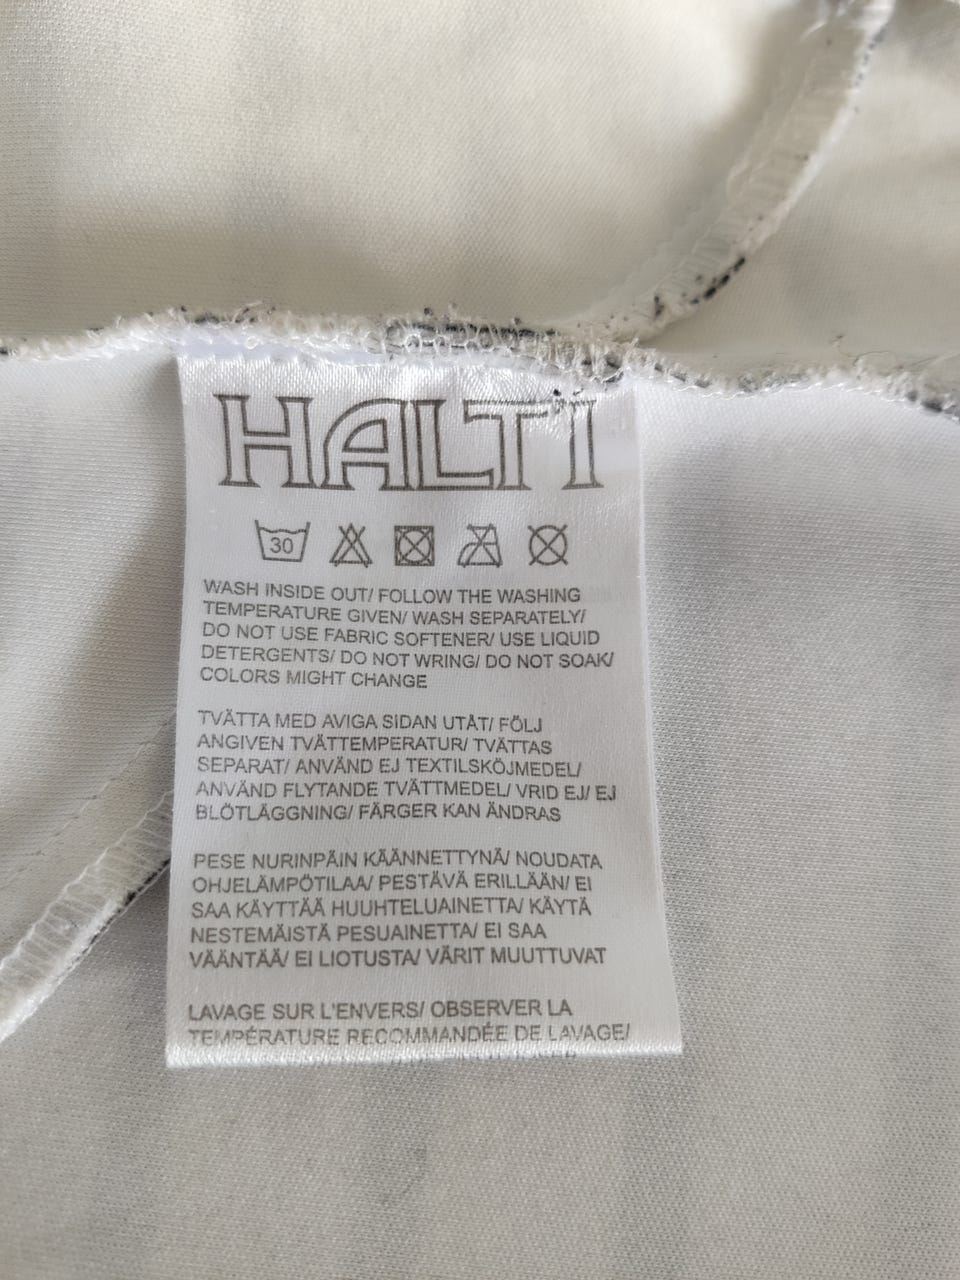 HALTI
30
WASH INSIDE OUT/ FOLLOW THE WASHING
TEMPERATURE GIVEN/ WASH SEPARATELY/
DO NOT USE FABRIC SOFTENER/ USE LIQUID
DETERGENTS/ DO NOT WRING/ DO NOT SOAK/
COLORS MIGHT CHANGE
TVÄTTA MED AVIGA SIDAN UTÅT/ FÖLJ
ANGIVEN TVÄTTEMPERATUR/ TVÄTTAS
SEPARAT/ ANVÄND EJ TEXTILSKÖJMEDEL/
ANVÄND FLYTANDE TVÄTTMEDEL/ VRID EJ/ EJ
BLÖTLÄGGNING/ FÄRGER KAN ÄNDRAS
PESE NURINPÄIN KÄÄNNETTYNÄ/ NOUDATA
OHJELÄMPÖTILAA/ PESTÄVÄ ERILLÄÄN/ EI
SAA KÄYTTÄÄ HUUHTELUAINETTA/ KÄYTÄ
NESTEMÄISTÄ PESUAINETTA/ EI SAA
VÄÄNTÄÄ/ EI LIOTUSTA/ VÄRIT MUUTTUVAT
LAVAGE SUR L'ENVERS/ OBSERVER LA
TEMPÉRATURE RECOMMANDÉE DE LAVAGE/